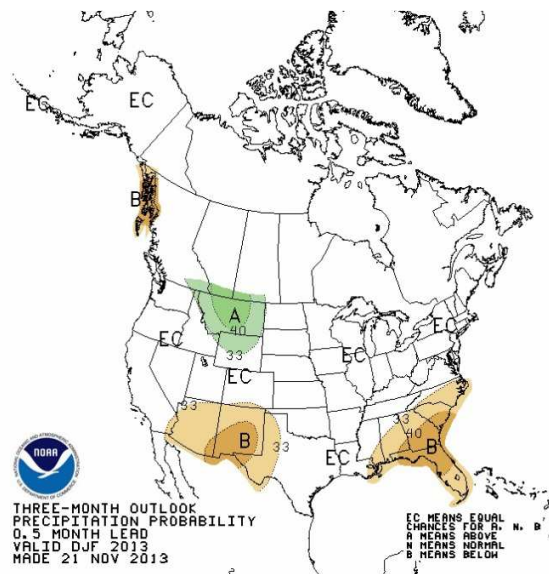 EC
EC
B
A
40
EC
33
EC
EC
EC
33
B
33
33
40
B
EC
NOAA
THREE-MONTH OUTLOOK
PRECIPITATION PROBABILITY
0.5 MONTH LEAD
VALID DJF 2013
MADE 21 NOV 2013
EC MEANS EQUAL
CHANCES FOR A, N, B
A MEANS ABOVE
N MEANS NORMAL
B MEANS BELOW